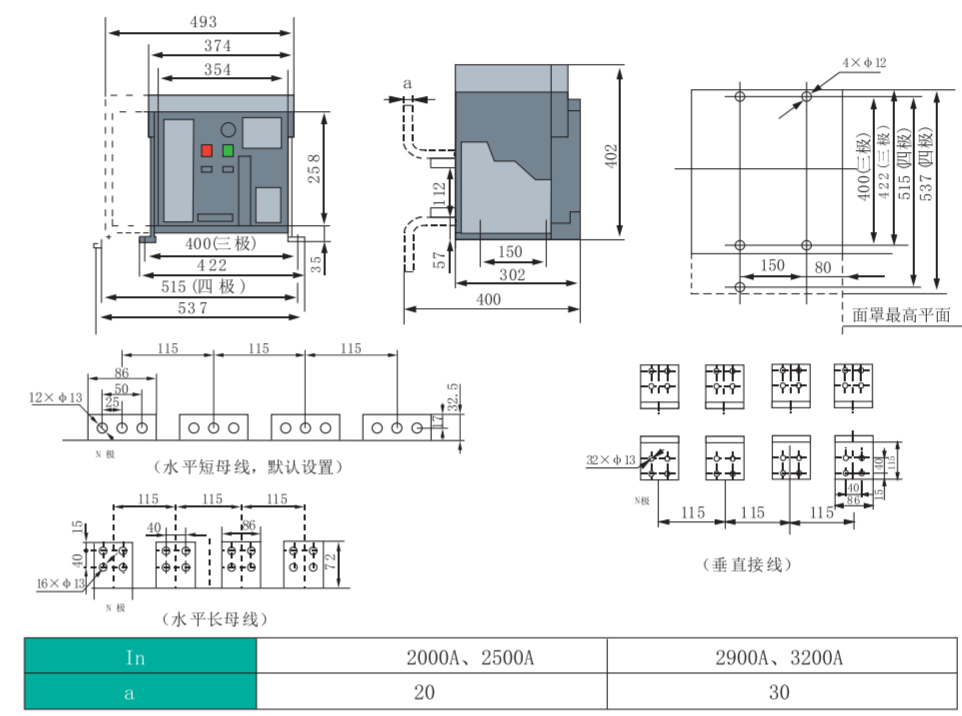 493
374
354
258
400(三极)
35
422
515 (四 极 )
537
a
402
112
57
150
302
400
4×φ12
400(三极)
422(三极)
515(四极)
537(四极)
150
80
面罩最高平面
115
115
115
86
50
25
12×φ13
32.5
17
N 极
(水平短母线，默认设置)
115
115
115
15
40
40
86
72
16×φ13
N 极
(水平长母线)
32×φ13
N极
40
115
40
86
15
115
115
115
(垂直接线)
In
2000A、2500A
2900A、3200A
a
20
30